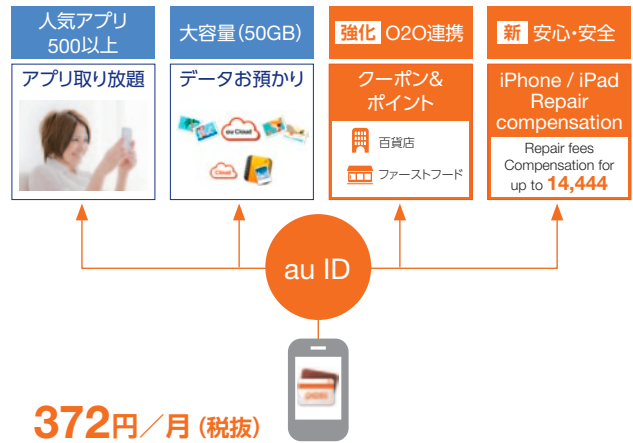 人気アプリ
500以上
アプリ取り放題
大容量(50GB)
データお預かり
au Cloud
Cloud
強化 O2O連携
クーポン&
ポイント
百貨店
ファーストフード
新 安心・安全
iPhone / iPad
Repair
compensation
Repair fees
Compensation for
up to 14,444
au ID
372円／月(税抜)